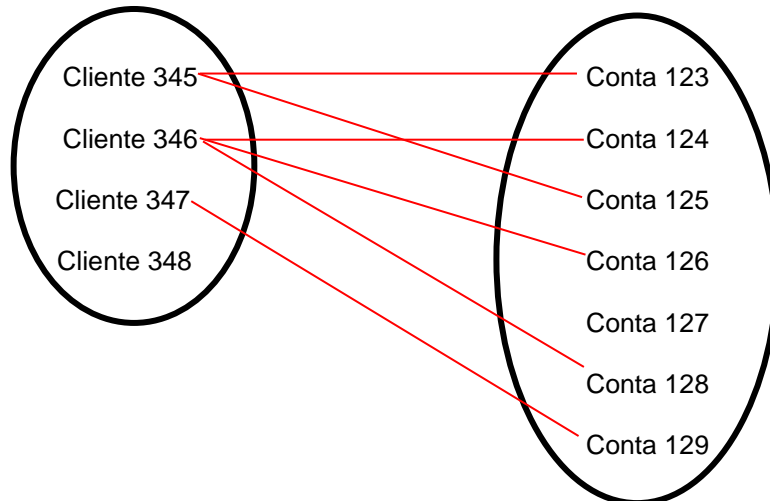 Cliente 345
Cliente 346
Cliente 347
Cliente 348
Conta 123
Conta 124
Conta 125
Conta 126
Conta 127
Conta 128
Conta 129